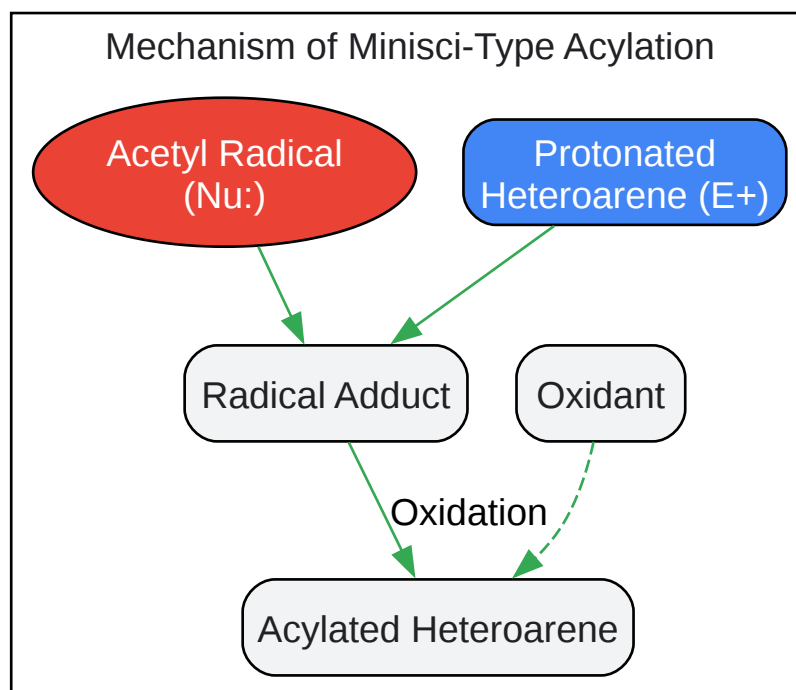 Mechanism of Minisci-Type Acylation
Acetyl Radical
(Nu:)
Protonated
Heteroarene (E+)
Radical Adduct
Oxidant
Oxidation
Acylated Heteroarene